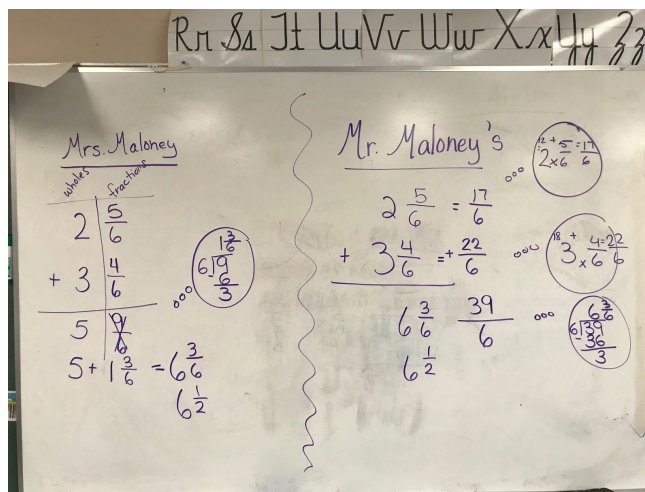 Rr Ss Tt Uu Vv Ww Xx Yy Zz
Mrs. Maloney
wholes fractions
2 5/6
+ 3 4/6
5 9/6
5 + 1 3/6 = 6 3/6
6 1/2
1 3/6
6)9
6
3
Mr. Maloney's
2 5/6 = 17/6
+ 3 4/6 = + 22/6
6 3/6 39/6
6 1/2
12 + = 
2 x 5/6 = 17/6
18 +
3 x 4/6 = 22/6
6 3/6
6)39
- 36
3